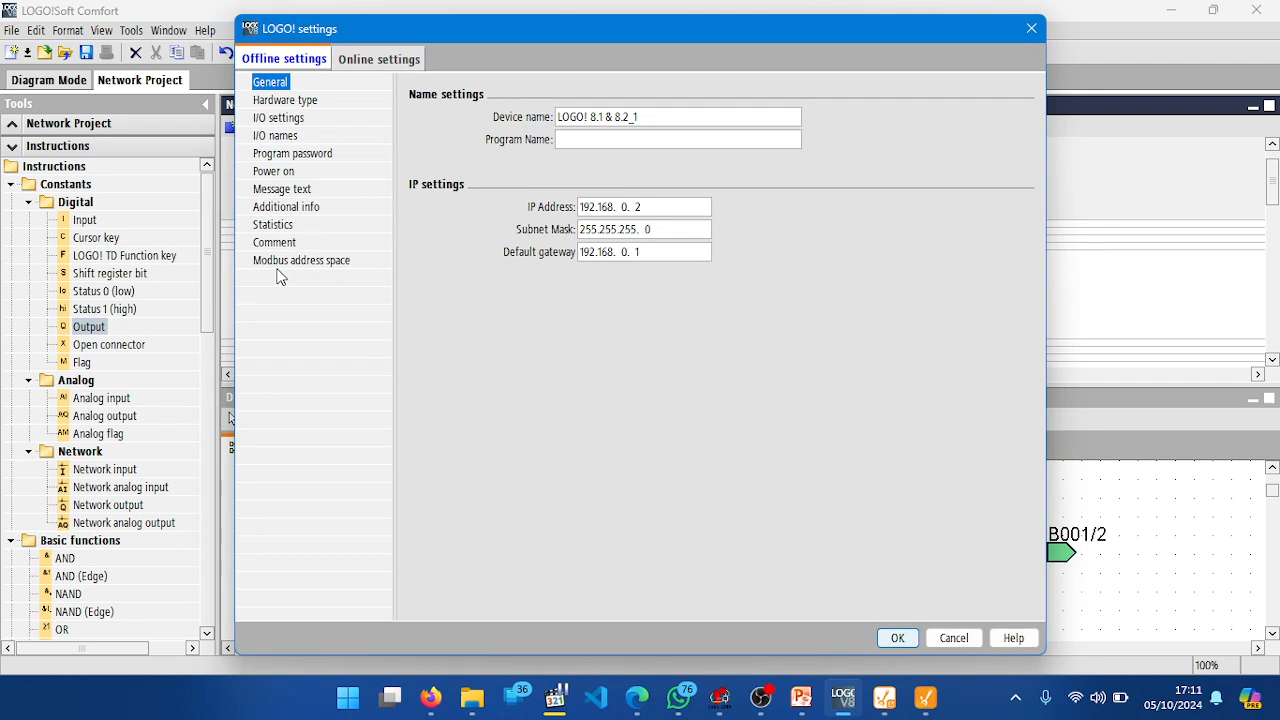 LOGO!Soft Comfort
File Edit Format View Tools Window Help
Diagram Mode Network Project
Tools
Network Project
Instructions
Instructions
Constants
Digital
Input
Cursor key
LOGO! TD Function key
Shift register bit
Status 0 (low)
Status 1 (high)
Output
Open connector
Flag
Analog
Analog input
Analog output
Analog flag
Network
Network input
Network analog input
Network output
Network analog output
Basic functions
AND
AND (Edge)
NAND
NAND (Edge)
OR
LOGO! settings
Offline settings Online settings
General
Hardware type
I/O settings
I/O names
Program password
Power on
Message text
Additional info
Statistics
Comment
Modbus address space
Name settings
Device name: LOGO! 8.1 & 8.2_1
Program Name:
IP settings
IP Address: 192.168. 0. 2
Subnet Mask: 255.255.255. 0
Default gateway 192.168. 0. 1
OK Cancel Help
B001/2
100%
36
76
17:11
05/10/2024